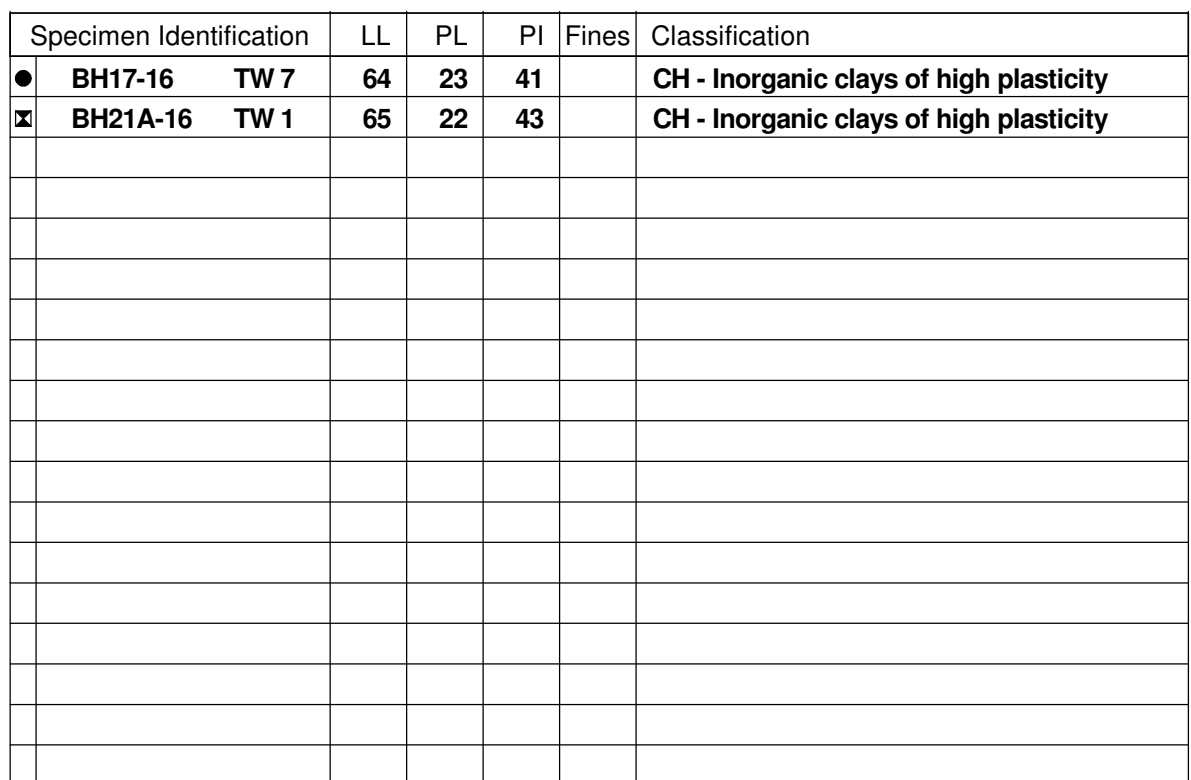 Specimen Identification LL PL PI Fines Classification
BH17-16 TW 7 64 23 41 CH - Inorganic clays of high plasticity
BH21A-16 TW 1 65 22 43 CH - Inorganic clays of high plasticity